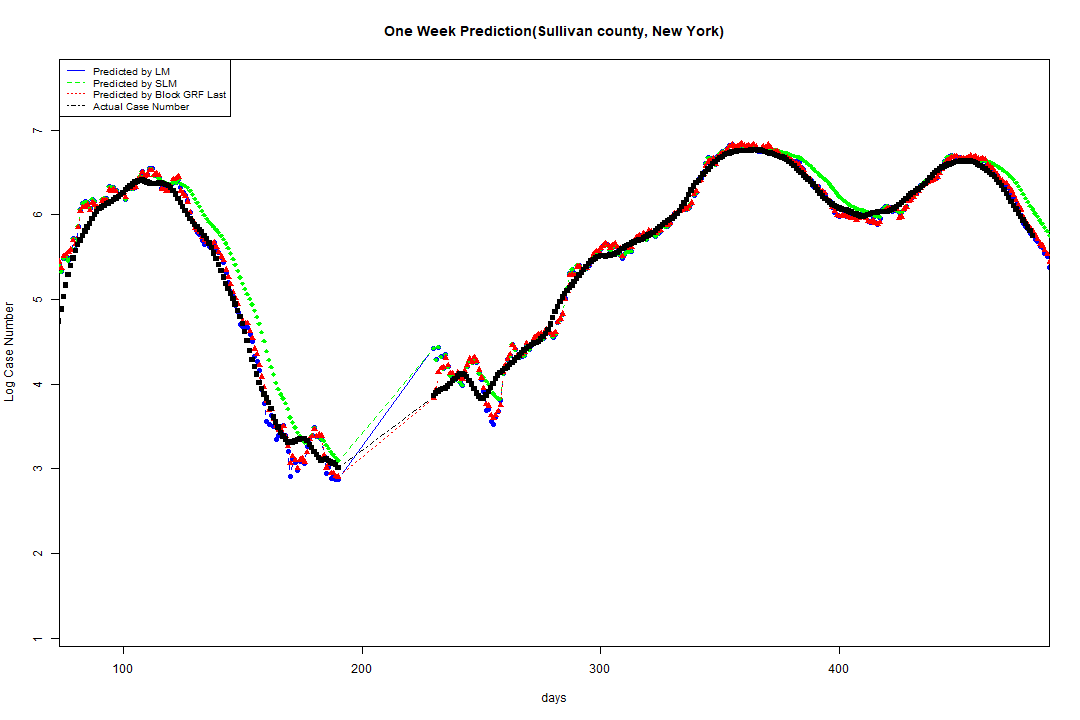 One Week Prediction(Sullivan county, New York)
Predicted by LM
Predicted by SLM
Predicted by Block GRF Last
Actual Case Number
7
6
5
4
3
2
1
Log Case Number
100 200 300 400
days